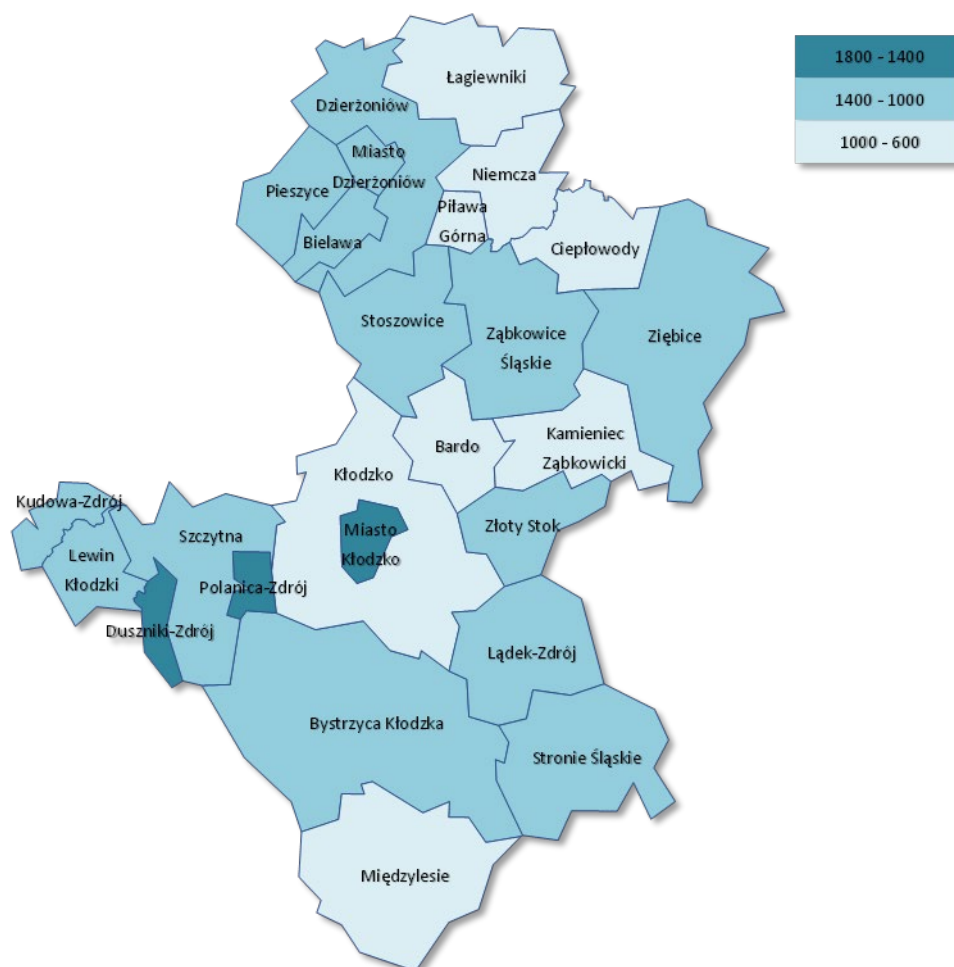 1800 - 1400
1400 - 1000
1000 - 600
Łagiewniki
Dzierżoniów
Miasto
Dzierżoniów
Niemcza
Pieszyce
Piława
Górna
Bielawa
Ciepłowody
Stoszowice
Ząbkowice
Śląskie
Ziębice
Bardo
Kamieniec
Ząbkowicki
Kłodzko
Kudowa-Zdrój
Szczytna
Miasto
Kłodzko
Złoty Stok
Lewin
Kłodzki
Polanica-Zdrój
Duszniki-Zdrój
Lądek-Zdrój
Bystrzyca Kłodzka
Stronie Śląskie
Międzylesie